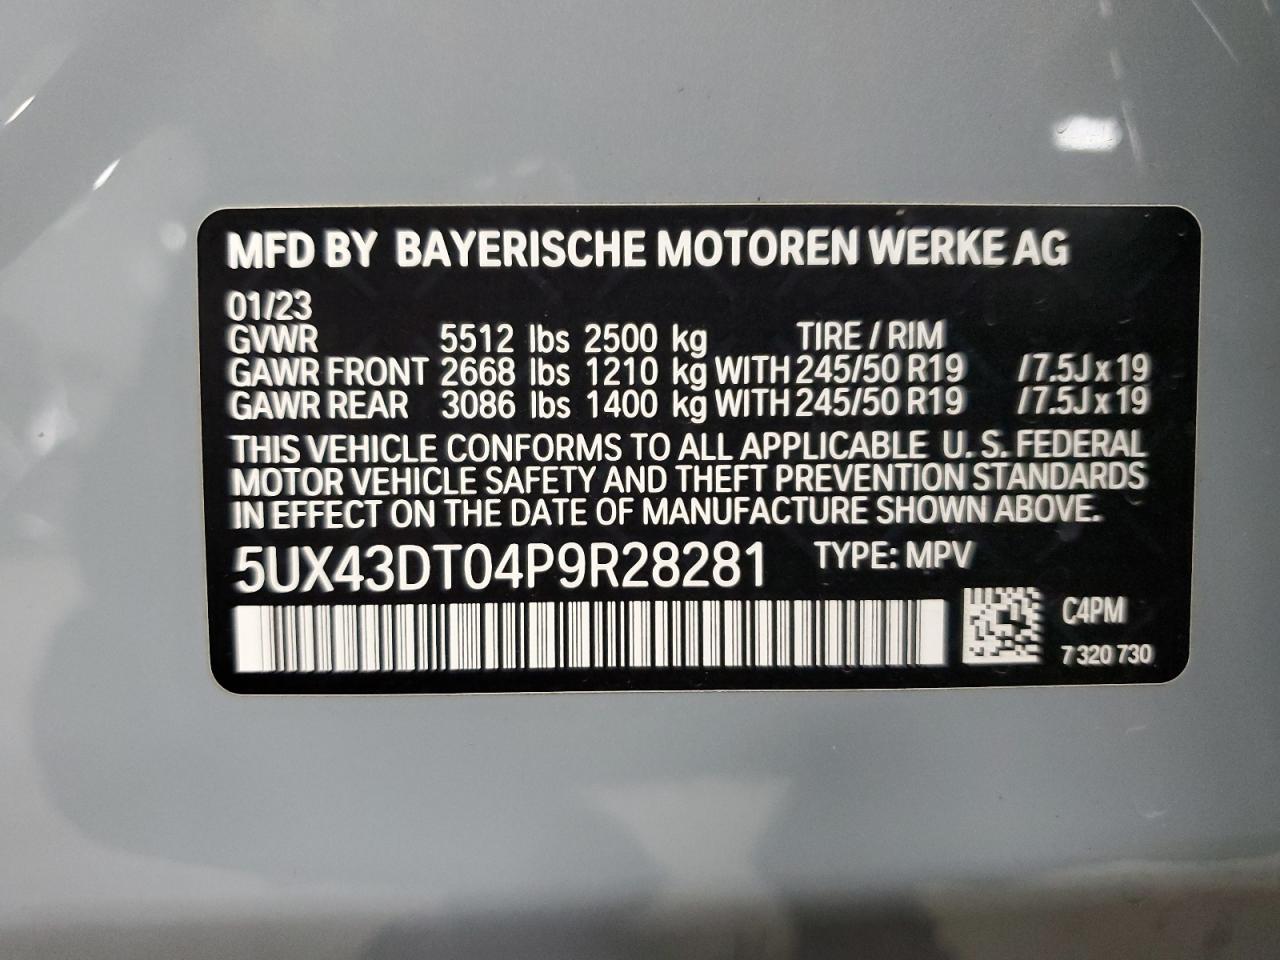 MFD BY BAYERISCHE MOTOREN WERKE AG
01/23
GVWR 5512 lbs 2500 kg TIRE / RIM
GAWR FRONT 2668 lbs 1210 kg WITH 245/50 R19 /7.5J x 19
GAWR REAR 3086 lbs 1400 kg WITH 245/50 R19 /7.5J x 19
THIS VEHICLE CONFORMS TO ALL APPLICABLE U. S. FEDERAL
MOTOR VEHICLE SAFETY AND THEFT PREVENTION STANDARDS
IN EFFECT ON THE DATE OF MANUFACTURE SHOWN ABOVE.
5UX43DT04P9R28281 TYPE: MPV
C4PM
7 320 730